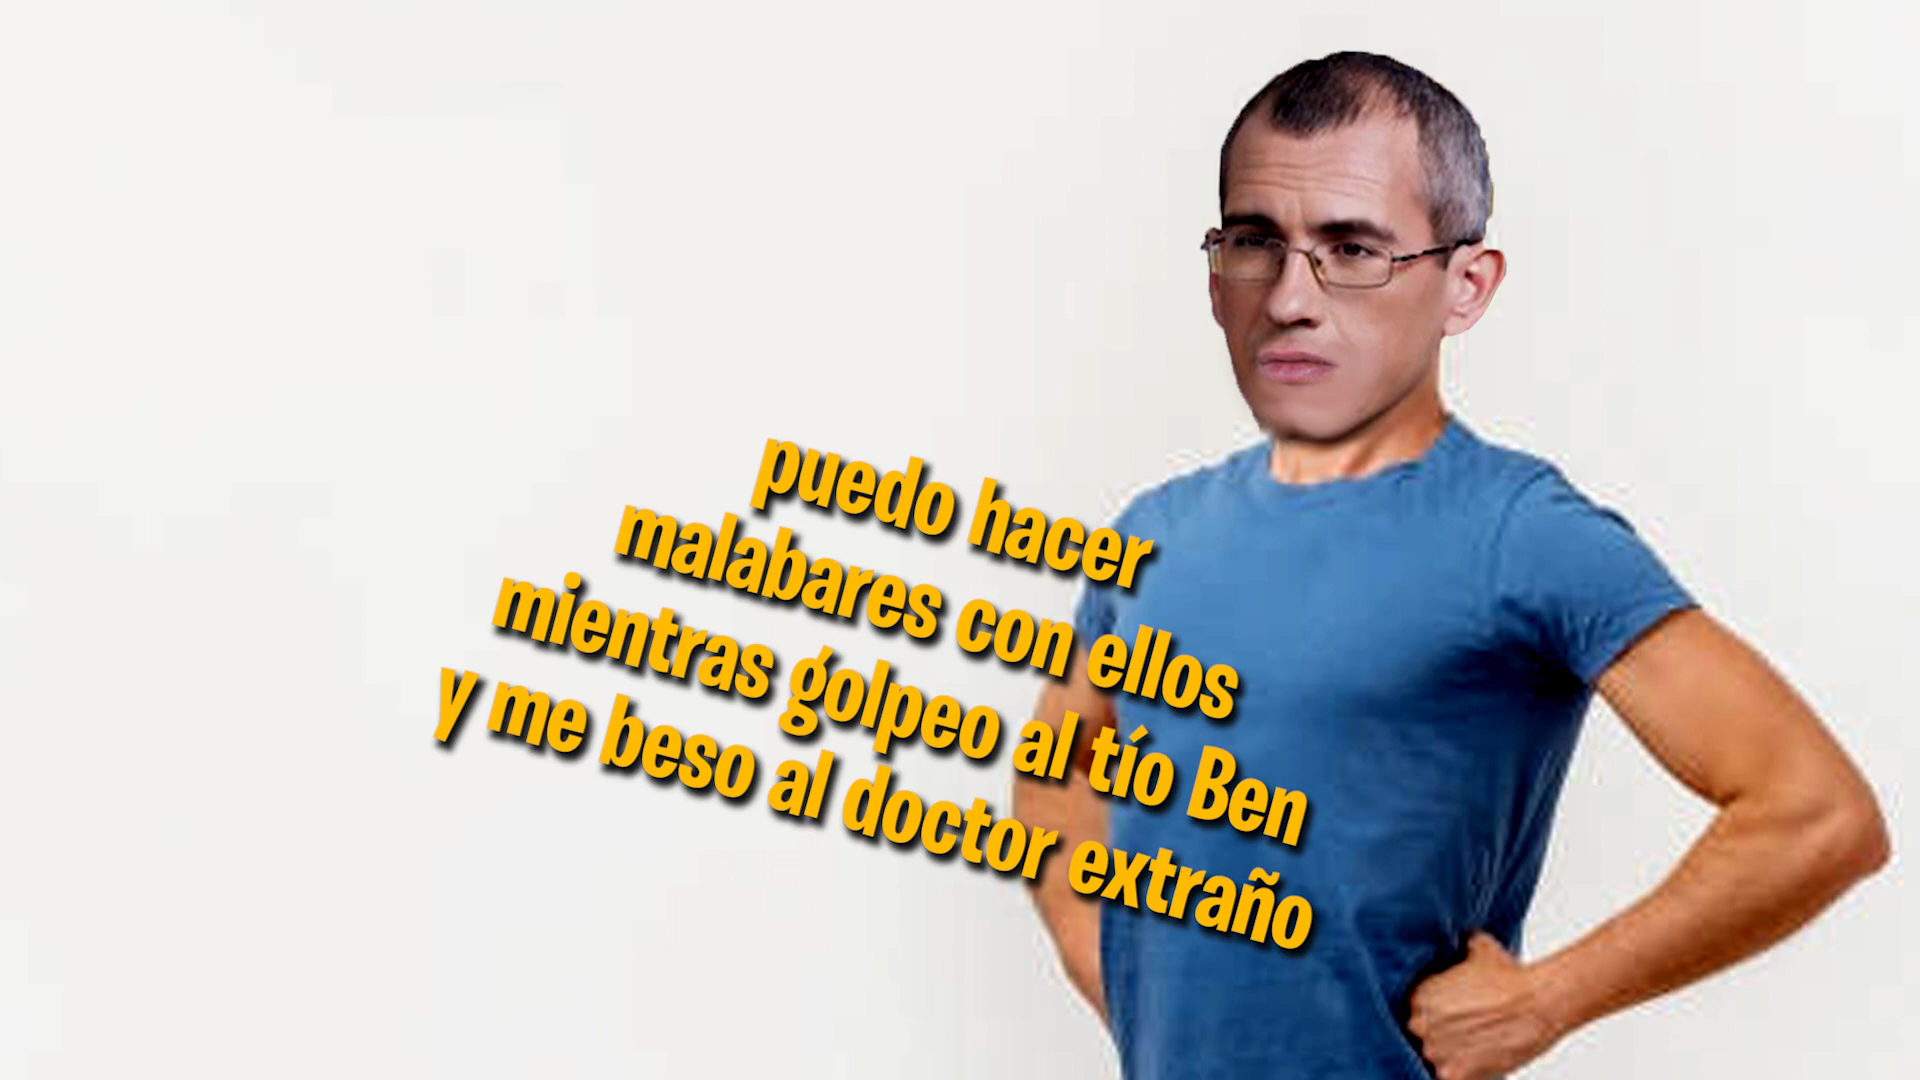 puedo hacer
malabares con ellos
mientras golpeo al tío Ben
y me beso al doctor extraño